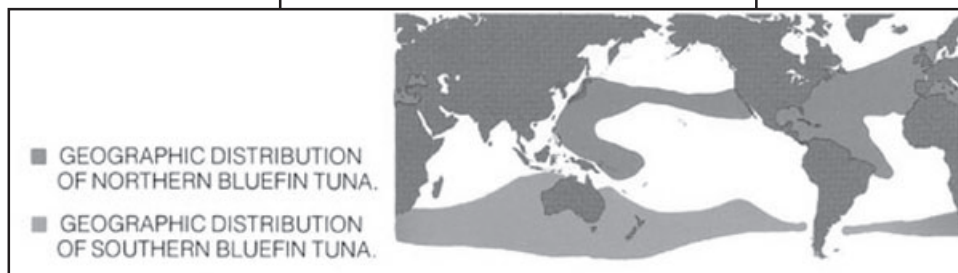 GEOGRAPHIC DISTRIBUTION
OF NORTHERN BLUEFIN TUNA.
GEOGRAPHIC DISTRIBUTION
OF SOUTHERN BLUEFIN TUNA.